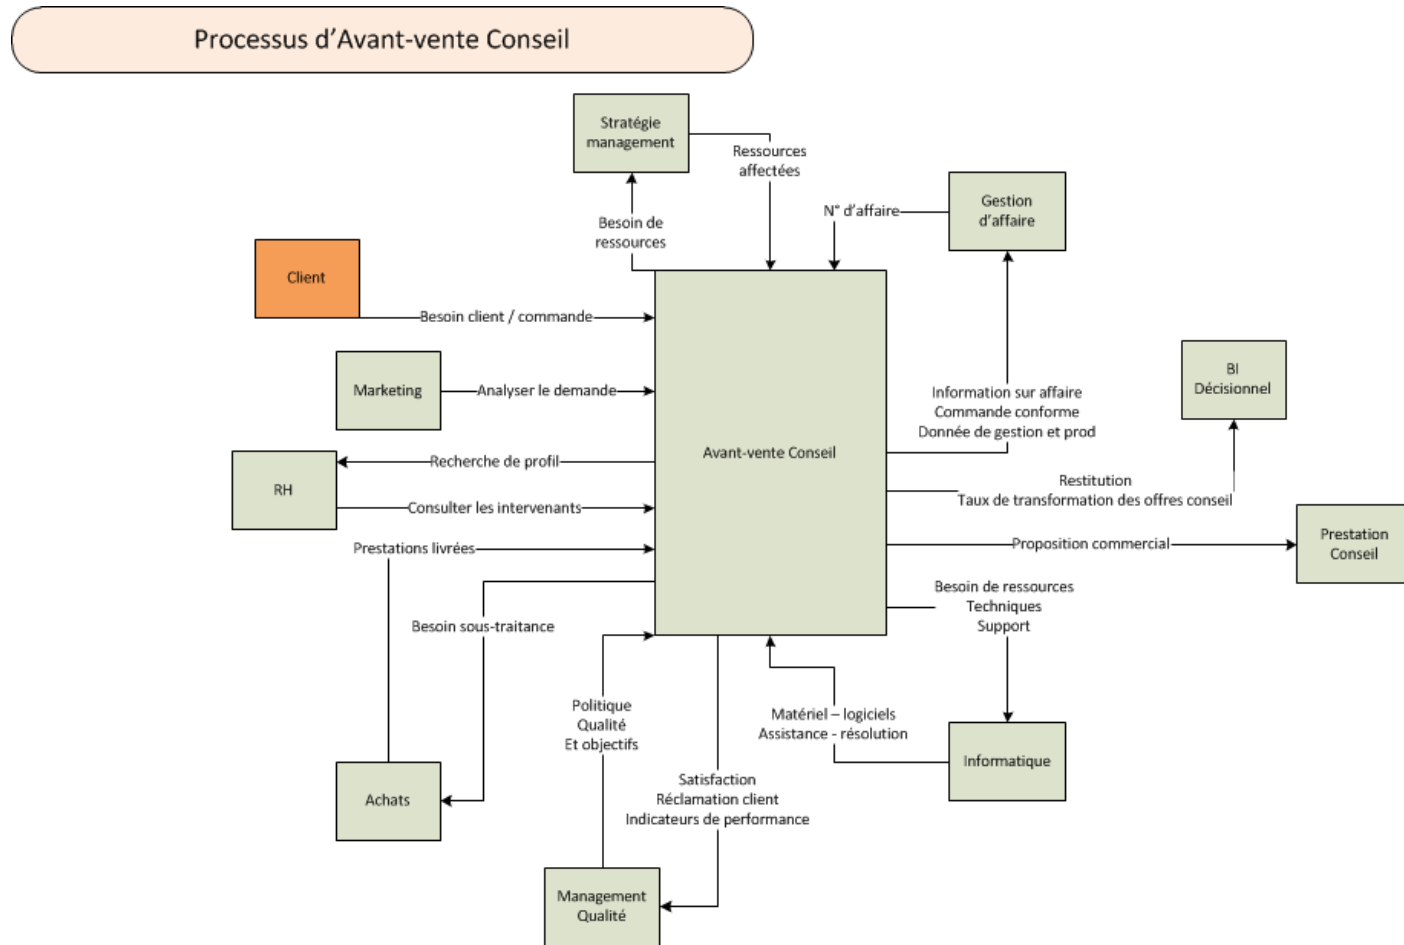 Processus d'Avant-vente Conseil
Stratégie
management
Ressources
affectées
N° d'affaire
Gestion
d'affaire
Besoin de
ressources
Client
Besoin client / commande
Marketing
Analyser le demande
BI
Décisionnel
Information sur affaire
Commande conforme
Donnée de gestion et prod
Avant-vente Conseil
RH
Recherche de profil
Consulter les intervenants
Restitution
Taux de transformation des offres conseil
Prestations livrées
Proposition commercial
Prestation
Conseil
Besoin de ressources
Techniques
Support
Besoin sous-traitance
Politique
Qualité
Et objectifs
Matériel – logiciels
Assistance - résolution
Informatique
Achats
Satisfaction
Réclamation client
Indicateurs de performance
Management
Qualité